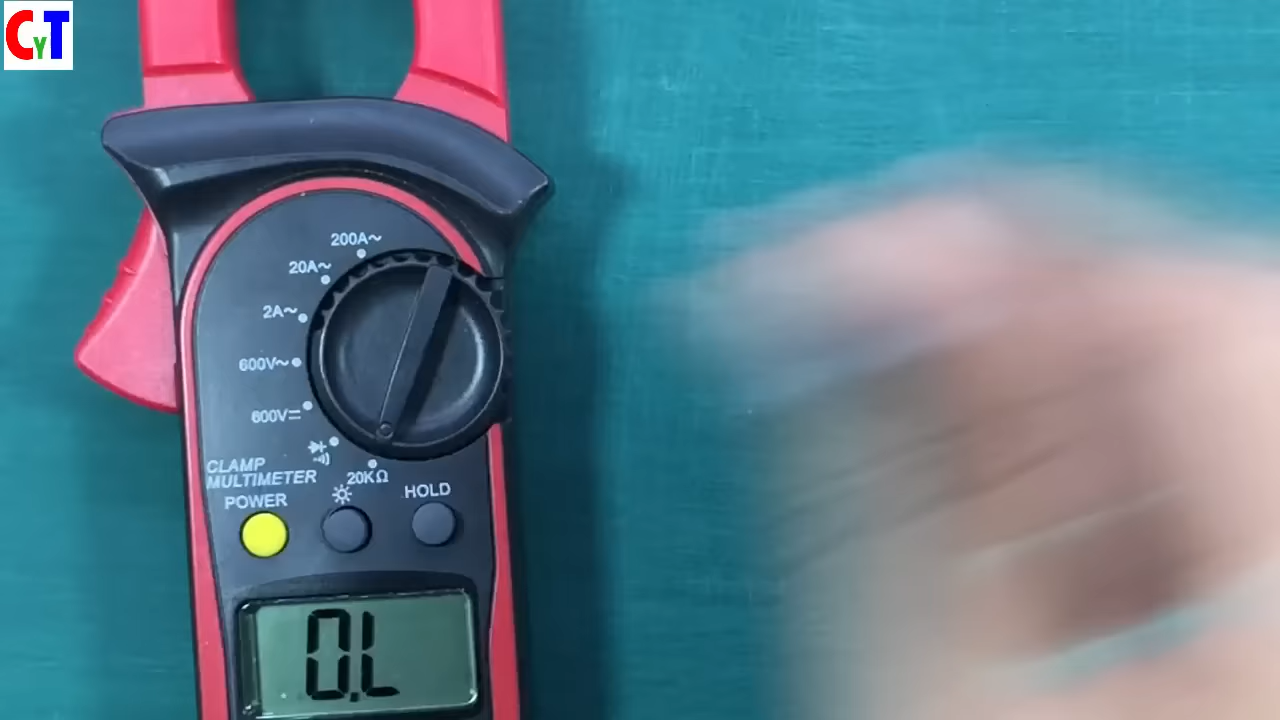 CyT
200A~
20A~
2A~
600V~
600V⎓
CLAMP
MULTIMETER
20KΩ
POWER
HOLD
0.L